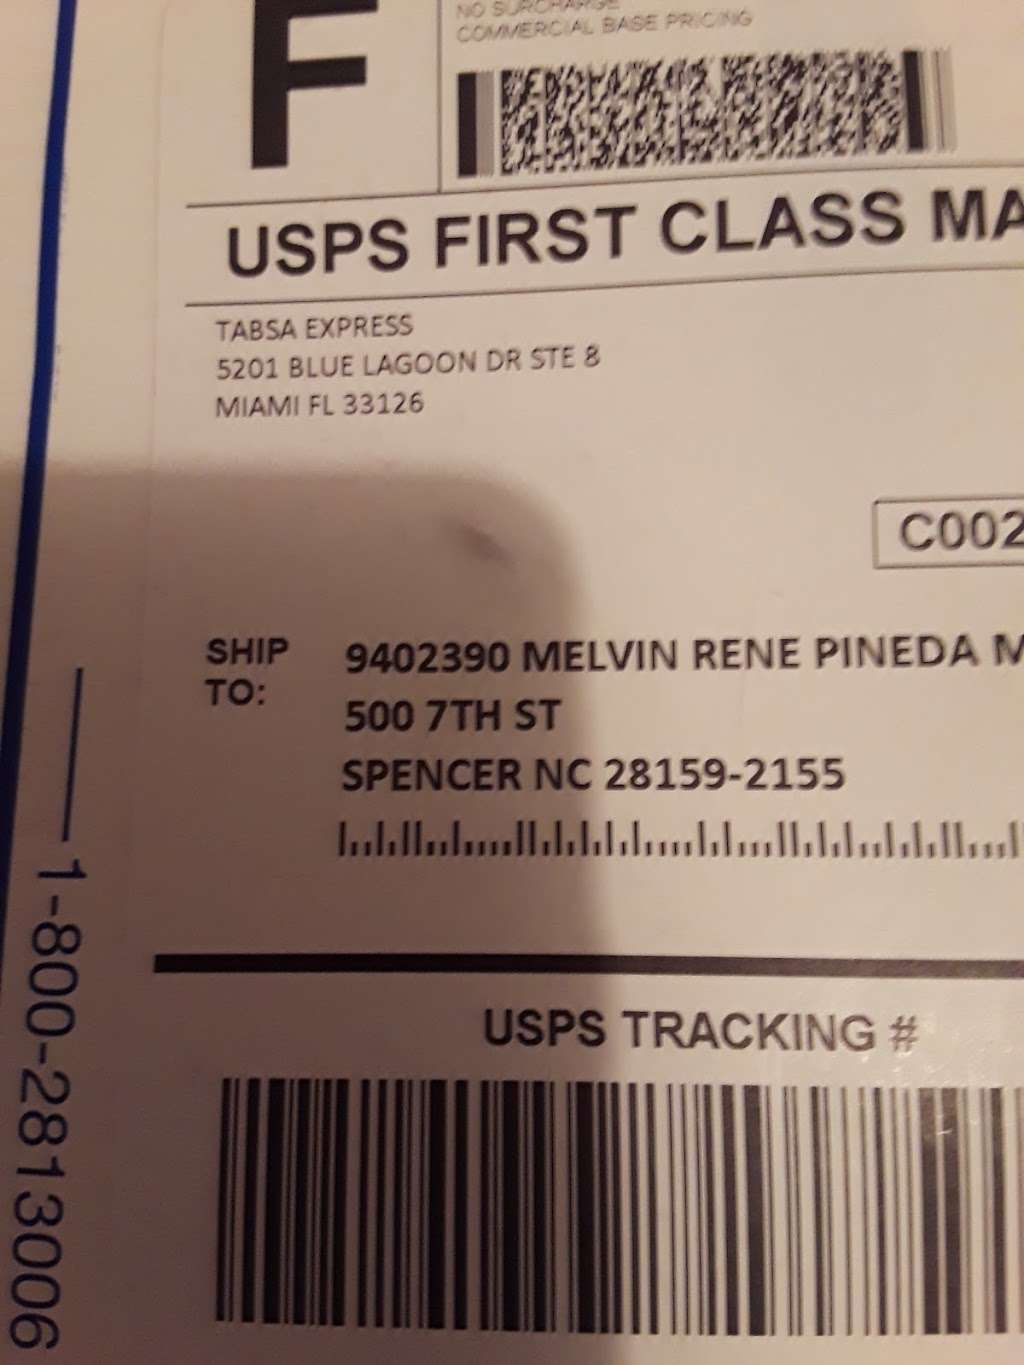 F
NO SURCHARGE
COMMERCIAL BASE PRICING
USPS FIRST CLASS MA
TABSA EXPRESS
5201 BLUE LAGOON DR STE 8
MIAMI FL 33126
C002
SHIP TO:
9402390 MELVIN RENE PINEDA M
500 7TH ST
SPENCER NC 28159-2155
USPS TRACKING #
1-800-2813006